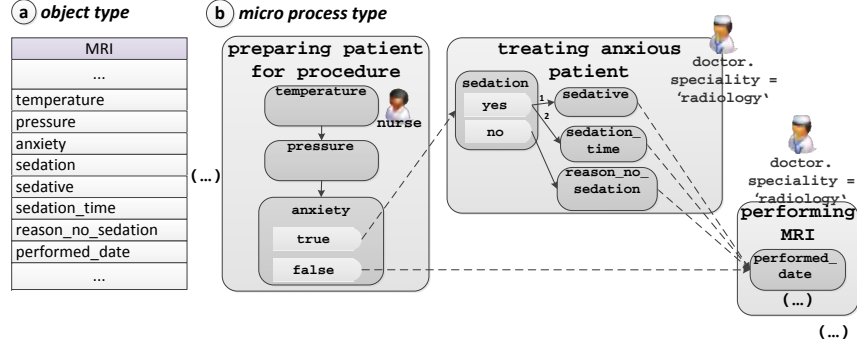 a object type
MRI
...
temperature
pressure
anxiety
sedation
sedative
sedation_time
reason_no_sedation
performed_date
...
b micro process type
(...)
preparing patient
for procedure
temperature
nurse
pressure
anxiety
true
false
treating anxious
patient
sedation
yes
no
1
2
sedative
sedation_
time
reason_no_
sedation
doctor.
speciality =
‘radiology‘
doctor.
speciality =
‘radiology‘
performing
MRI
performed_
date
(...)
(...)